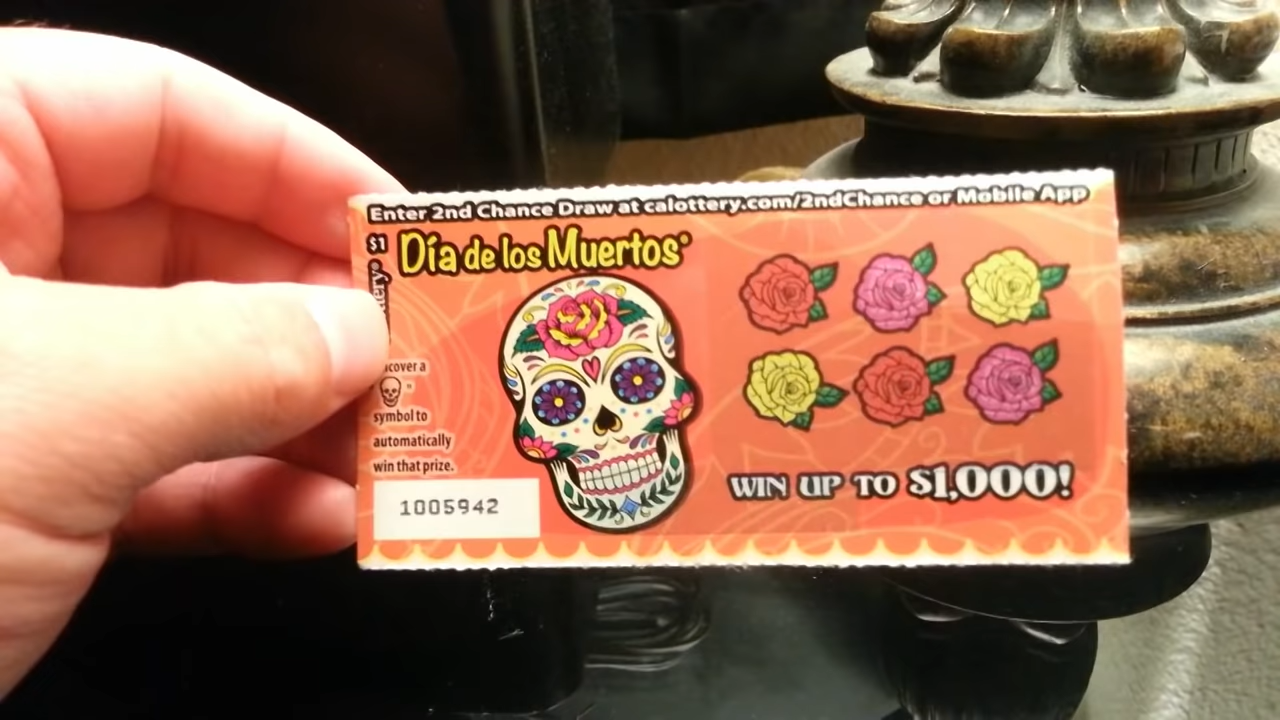 Enter 2nd Chance Draw at calottery.com/2ndChance or Mobile App
$1
Día de los Muertos®
symbol to
automatically
win that prize.
1005942
WIN UP TO $1,000!